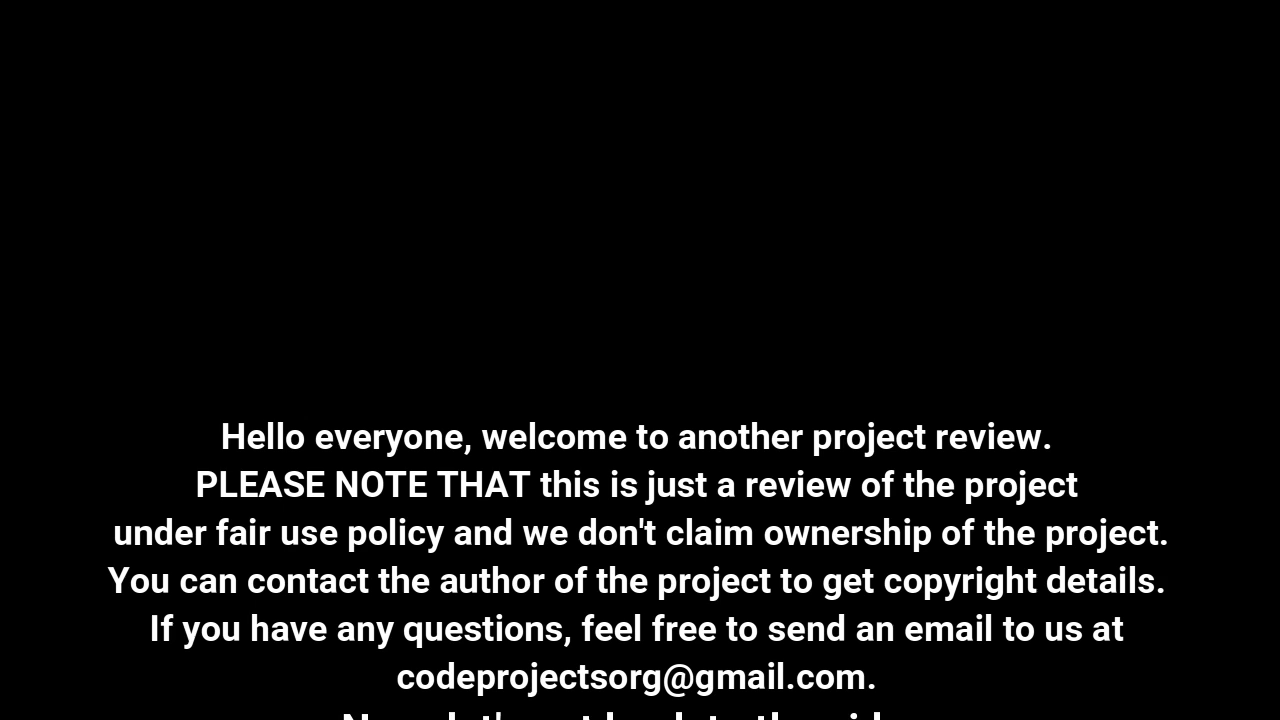 Hello everyone, welcome to another project review.
PLEASE NOTE THAT this is just a review of the project
under fair use policy and we don't claim ownership of the project.
You can contact the author of the project to get copyright details.
If you have any questions, feel free to send an email to us at
codeprojectsorg@gmail.com.